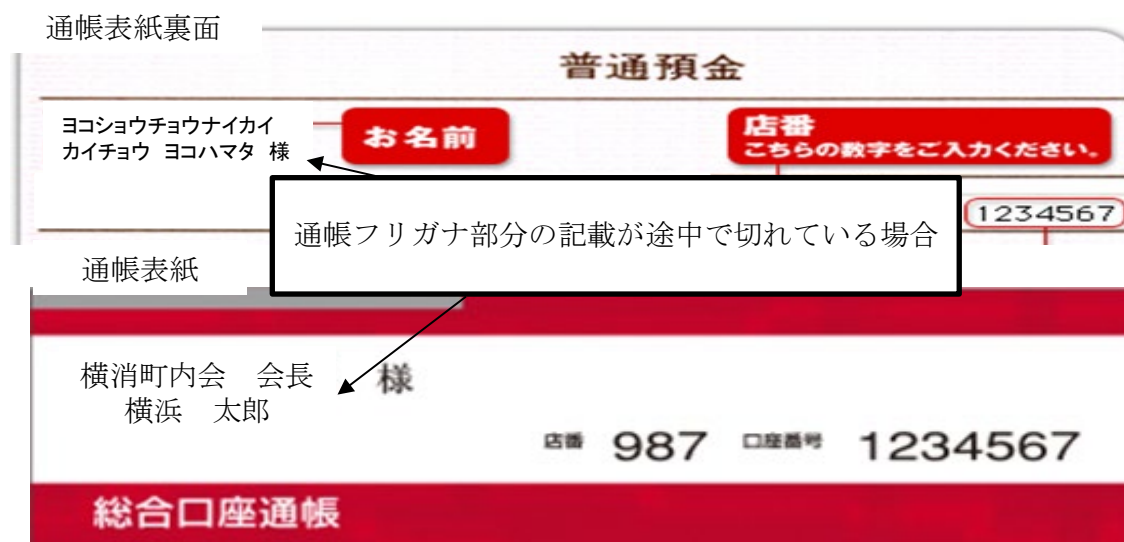 通帳表紙裏面
普通預金
ヨコショウチョウナイカイ
カイチョウ ヨコハマタ 様
お名前
店番
こちらの数字をご入力ください。
1234567
通帳フリガナ部分の記載が途中で切れている場合
通帳表紙
横消町内会 会長 様
横浜 太郎
店番 987 口座番号 1234567
総合口座通帳